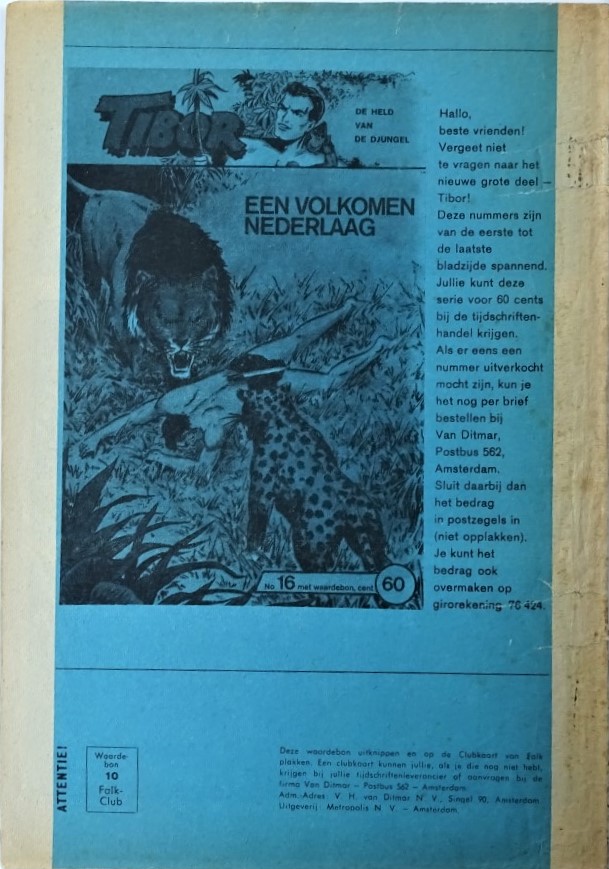 TIBOR
DE HELD
VAN
DE DJUNGEL
EEN VOLKOMEN
NEDERLAAG
No. 16 met waardebon, cent 60
Hallo,
beste vrienden!
Vergeet niet
te vragen naar het
nieuwe grote deel –
Tibor!
Deze nummers zijn
van de eerste tot
de laatste
bladzijde spannend.
Jullie kunt deze
serie voor 60 cents
bij de tijdschriften-
handel krijgen.
Als er eens een
nummer uitverkocht
mocht zijn, kun je
het nog per brief
bestellen bij
Van Ditmar,
Postbus 562,
Amsterdam.
Sluit daarbij dan
het bedrag
in postzegels in
(niet opplakken).
Je kunt het
bedrag ook
overmaken op
girorekening 76 424.
ATTENTIE!
Waarde-
bon
10
Falk-
Club
Deze waardebon uitknippen en op de Clubkaart van Falk
plakken. Een clubkaart kunnen jullie, als je die nog niet hebt,
krijgen bij jullie tijdschriftenleverancier of aanvragen bij de
firma Van Ditmar – Postbus 562 – Amsterdam.
Adm. Adres: V. H. van Ditmar N. V., Singel 90, Amsterdam
Uitgeverij: Metropolis N. V. – Amsterdam.